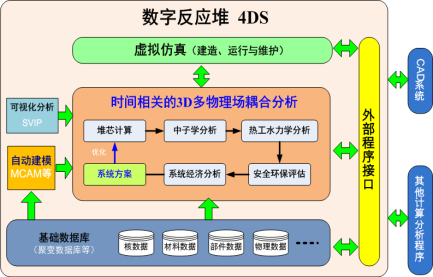 数字反应堆 4DS
虚拟仿真（建造、运行与维护）
可视化分析
SVIP
时间相关的3D多物理场耦合分析
堆芯计算
中子学分析
热工水力学分析
优化
系统方案
系统经济分析
安全环保评估
自动建模
MCAM等
基础数据库
（聚变数据库等）
核数据
材料数据
部件数据
物理数据
外部程序接口
CAD系统
其他计算分析程序